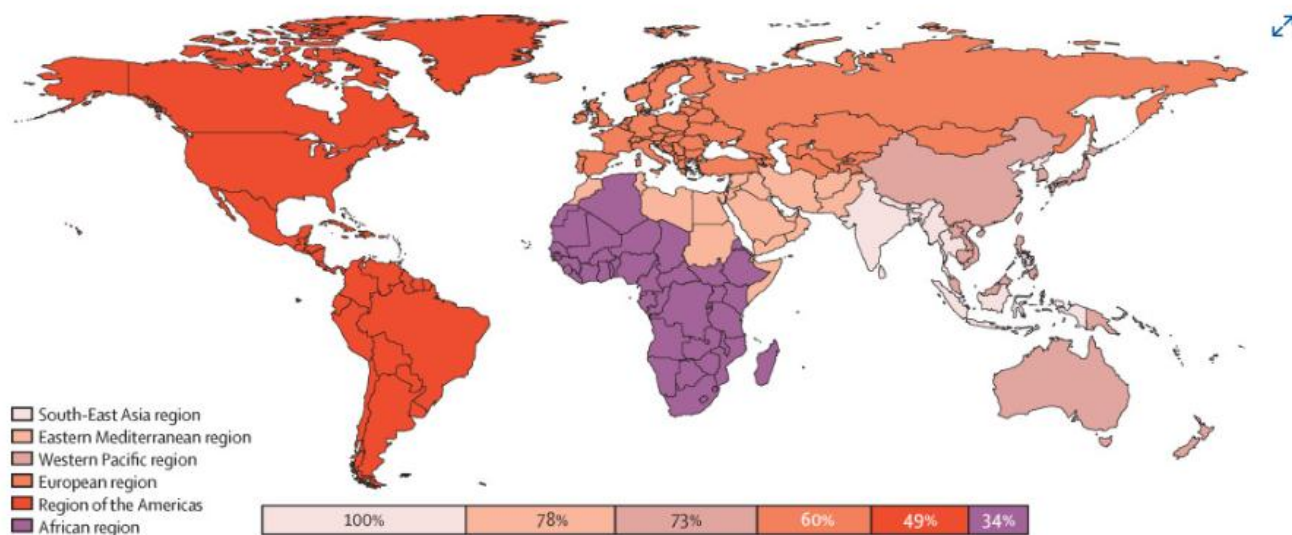 South-East Asia region
Eastern Mediterranean region
Western Pacific region
European region
Region of the Americas
African region
100% 78% 73% 60% 49% 34%